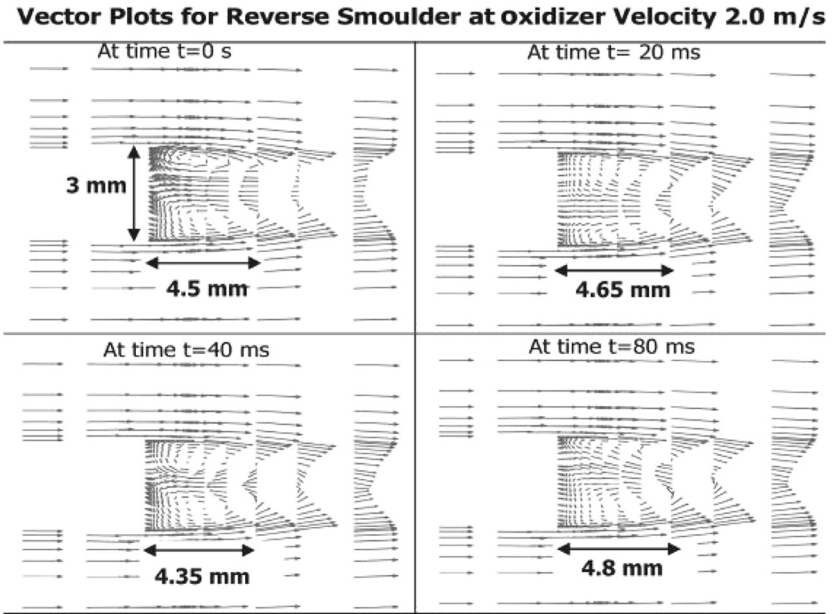 Vector Plots for Reverse Smoulder at oxidizer Velocity 2.0 m/s
At time t=0 s
3 mm
4.5 mm
At time t= 20 ms
4.65 mm
At time t=40 ms
4.35 mm
At time t=80 ms
4.8 mm